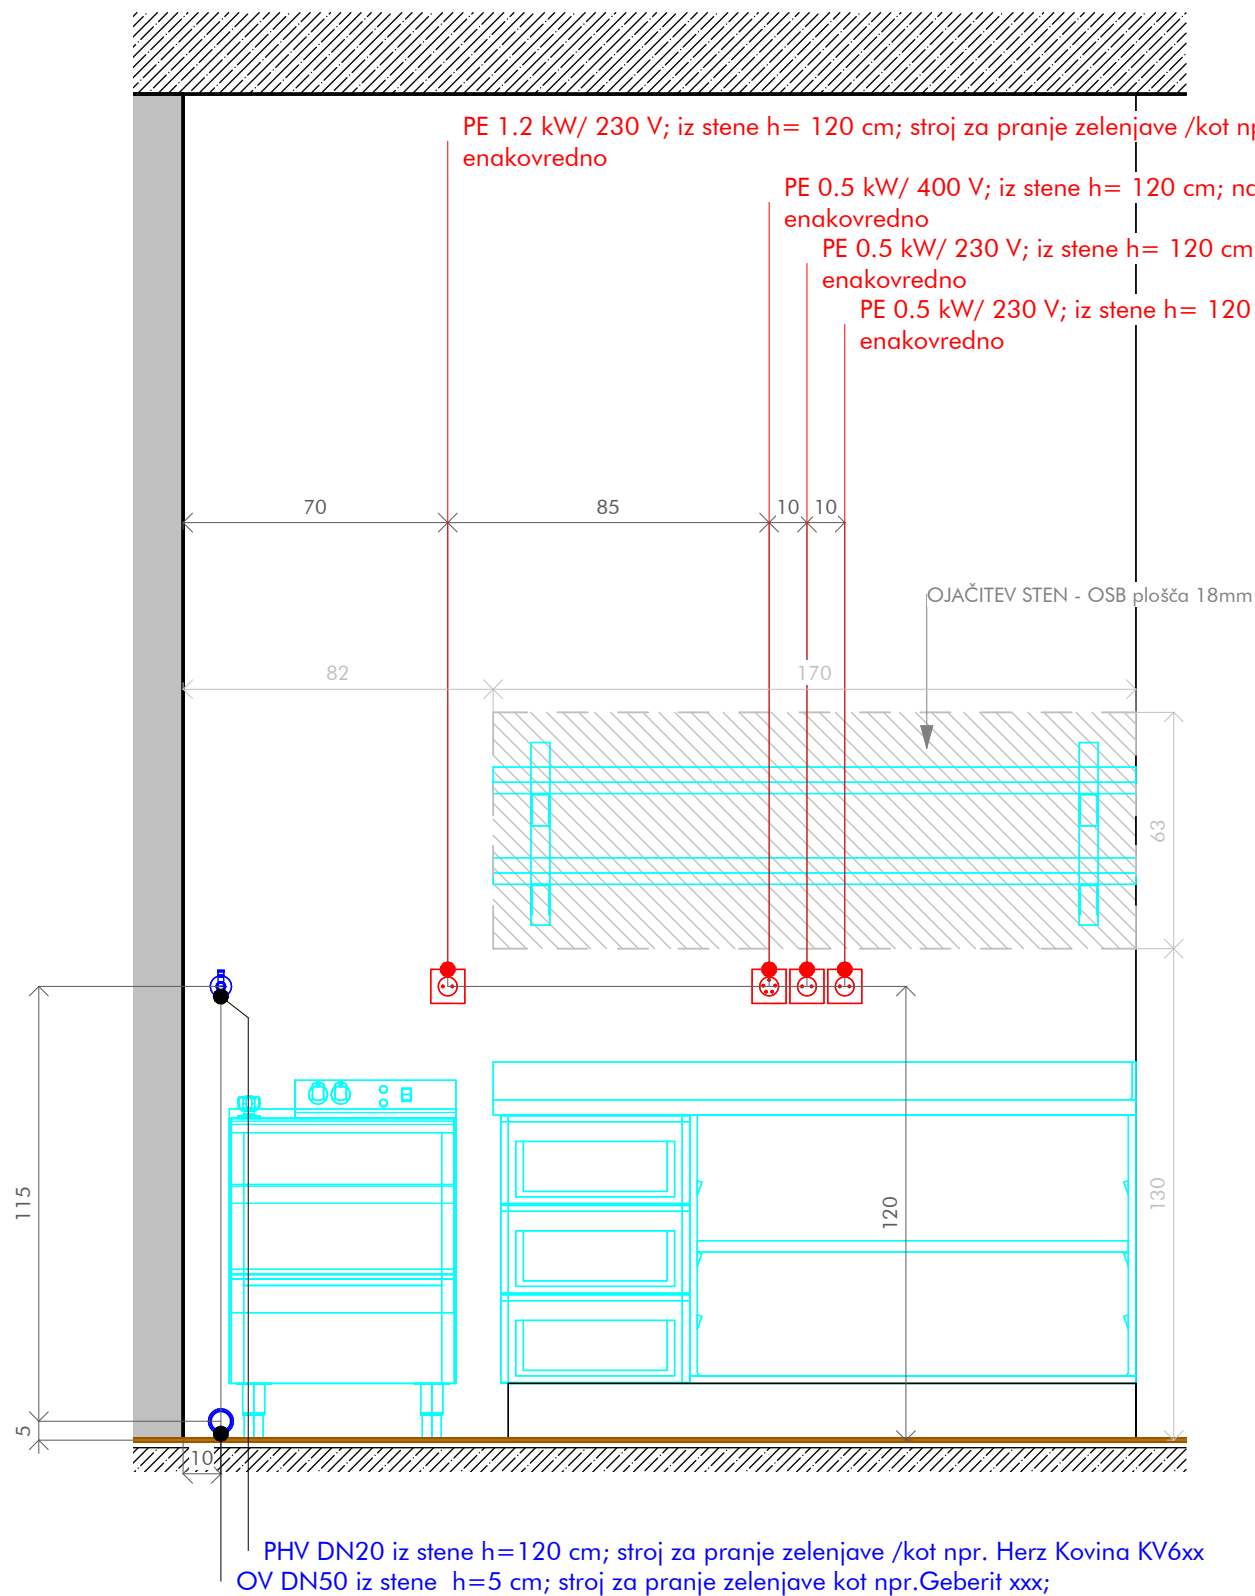 PE 1.2 kW/ 230 V; iz stene h= 120 cm; stroj za pranje zelenjave /kot
enakovredno
PE 0.5 kW/ 400 V; iz stene h= 120 cm;
enakovredno
PE 0.5 kW/ 230 V; iz stene h= 120 cm
enakovredno
PE 0.5 kW/ 230 V; iz stene h= 120
enakovredno
70
85
10
10
OJAČITEV STEN - OSB plošča 18mm
82
170
63
115
120
130
5
10
PHV DN20 iz stene h=120 cm; stroj za pranje zelenjave /kot npr. Herz Kovina KV6xx
OV DN50 iz stene h=5 cm; stroj za pranje zelenjave kot npr.Geberit xxx;